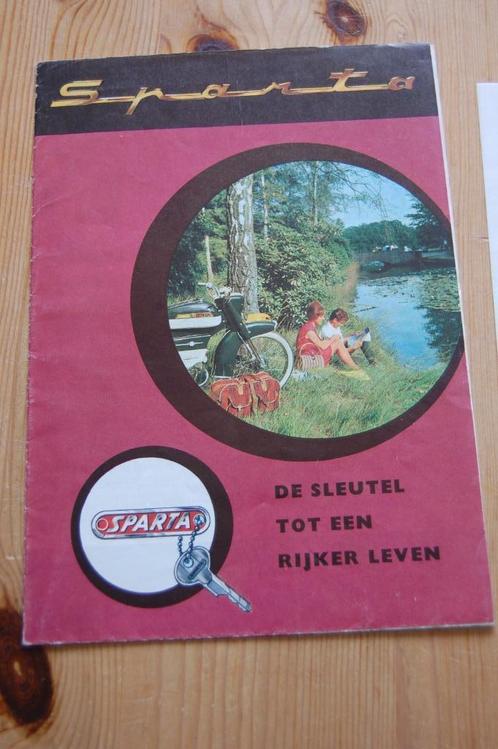 Sparta
SPARTA
DE SLEUTEL
TOT EEN
RIJKER LEVEN